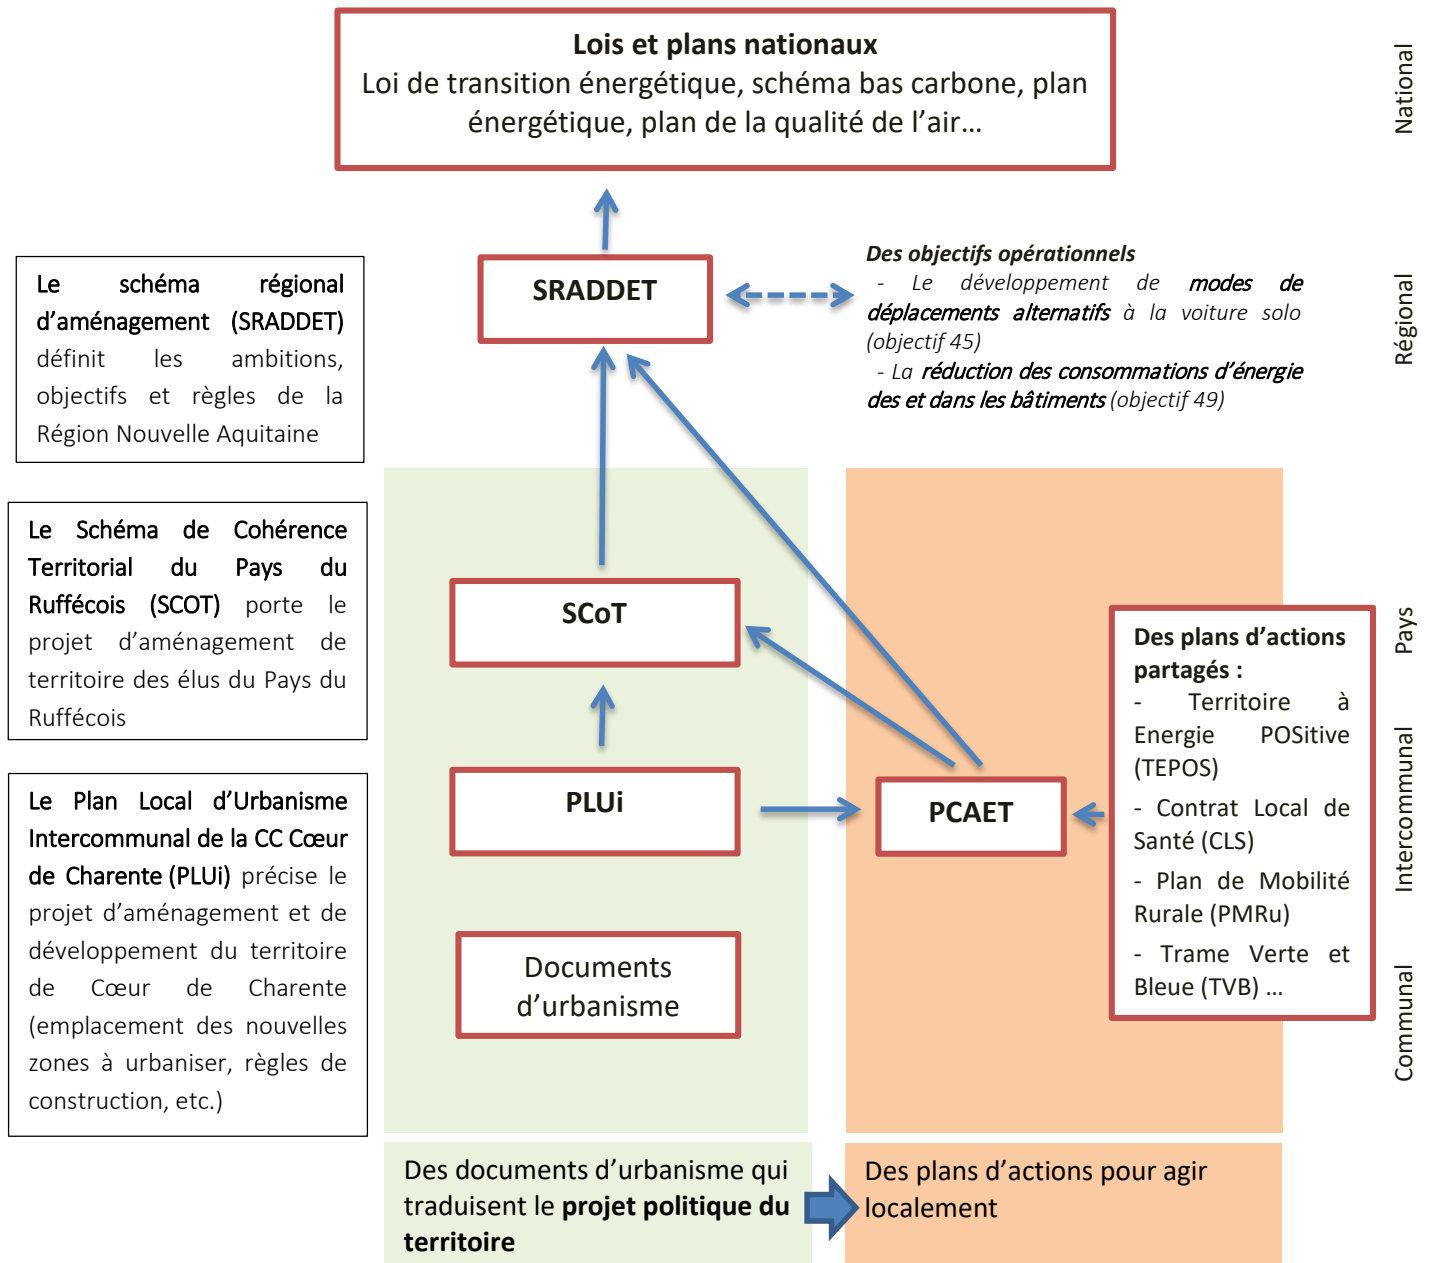 Lois et plans nationaux
Loi de transition énergétique, schéma bas carbone, plan
énergétique, plan de la qualité de l’air…
National
Le schéma régional
d’aménagement (SRADDET)
définit les ambitions,
objectifs et règles de la
Région Nouvelle Aquitaine
SRADDET
Des objectifs opérationnels
- Le développement de modes de
déplacements alternatifs à la voiture solo
(objectif 45)
- La réduction des consommations d’énergie
des et dans les bâtiments (objectif 49)
Régional
Le Schéma de Cohérence
Territorial du Pays du
Ruffécois (SCOT) porte le
projet d’aménagement de
territoire des élus du Pays du
Ruffécois
SCoT
Pays
Le Plan Local d’Urbanisme
Intercommunal de la CC Cœur
de Charente (PLUi) précise le
projet d’aménagement et de
développement du territoire
de Cœur de Charente
(emplacement des nouvelles
zones à urbaniser, règles de
construction, etc.)
PLUi
PCAET
Des plans d’actions
partagés :
- Territoire à
Energie POSitive
(TEPOS)
- Contrat Local de
Santé (CLS)
- Plan de Mobilité
Rurale (PMRu)
- Trame Verte et
Bleue (TVB) …
Intercommunal
Documents
d’urbanisme
Communal
Des documents d’urbanisme qui
traduisent le projet politique du
territoire
Des plans d’actions pour agir
localement